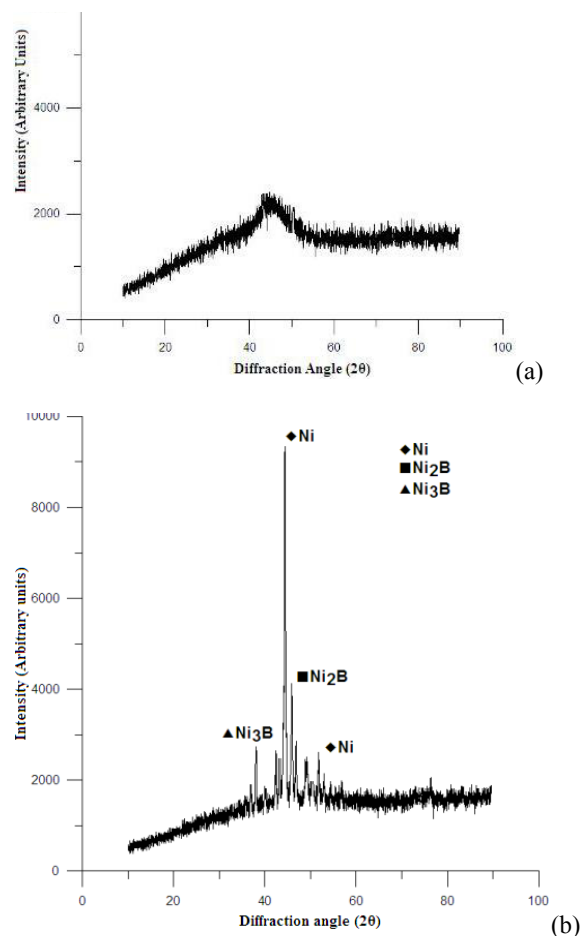 Intensity (Arbitrary Units)
4000
2000
0
0 20 40 60 80 100
Diffraction Angle (2θ)
(a)
10000
8000
6000
4000
2000
0
Intensity (Arbitrary units)
◆Ni
◆Ni
■Ni₂B
▲Ni₃B
■Ni₂B
▲Ni₃B
◆Ni
0 20 40 60 80 100
Diffraction angle (2θ)
(b)